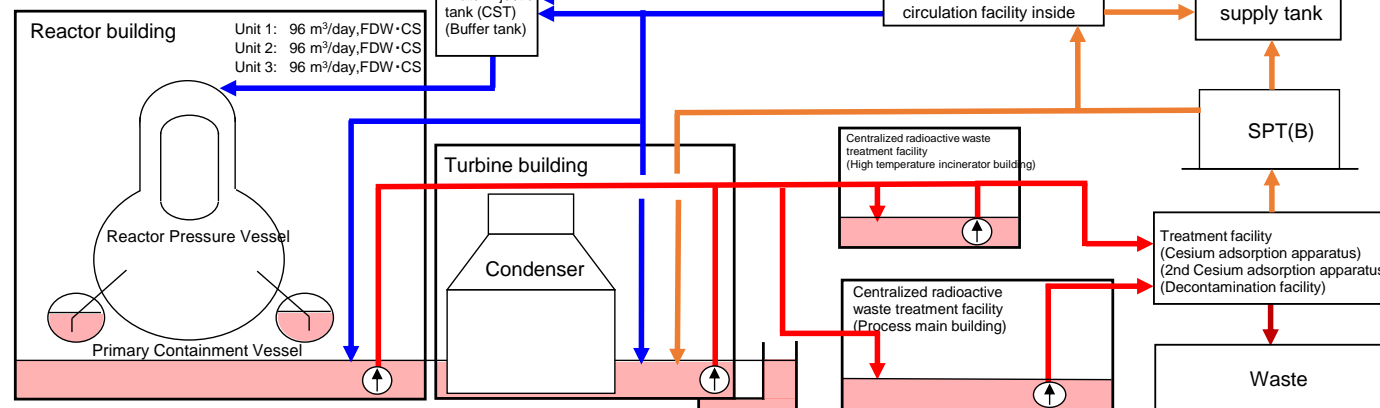 Reactor building
Unit 1: 96 m³/day,FDW・CS
Unit 2: 96 m³/day,FDW・CS
Unit 3: 96 m³/day,FDW・CS
tank (CST)
(Buffer tank)
circulation facility inside
supply tank
SPT(B)
Centralized radioactive waste
treatment facility
(High temperature incinerator building)
Turbine building
Reactor Pressure Vessel
Condenser
Treatment facility
(Cesium adsorption apparatus)
(2nd Cesium adsorption apparatus
(Decontamination facility)
Centralized radioactive
waste treatment facility
(Process main building)
Primary Containment Vessel
Waste